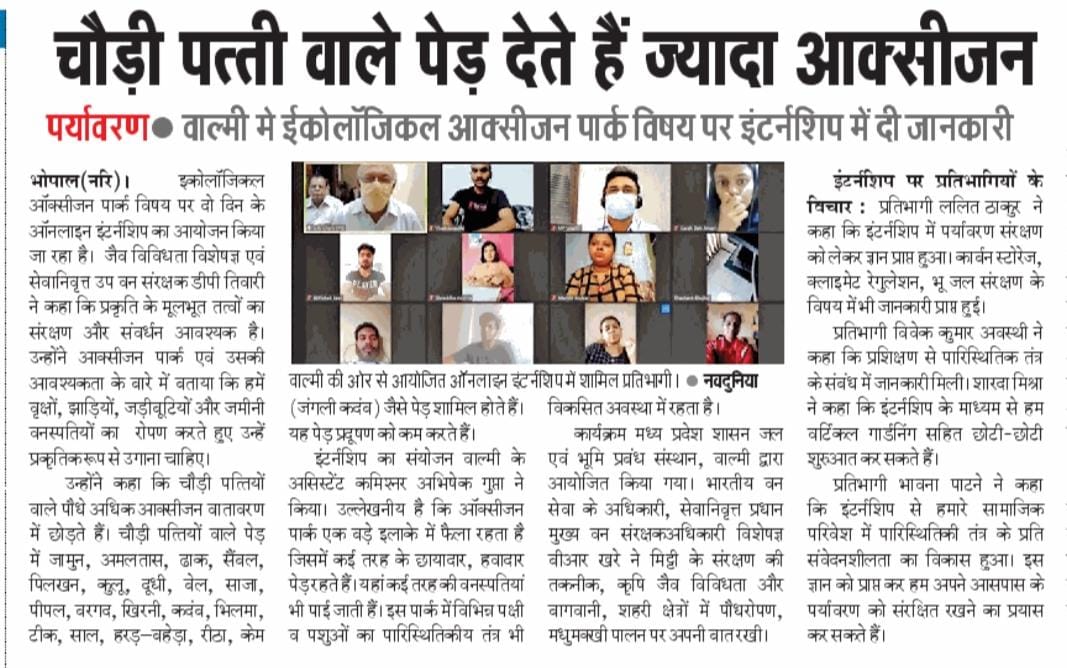 चौड़ी पत्ती वाले पेड़ देते हैं ज्यादा आक्सीजन
पर्यावरण ● वाल्मी मे ईकोलॉजिकल आक्सीजन पार्क विषय पर इंटर्नशिप में दी जानकारी
भोपाल(नरि)। इकोलॉजिकल
ऑक्सीजन पार्क विषय पर दो दिन के
ऑनलाइन इंटर्नशिप का आयोजन किया
जा रहा है। जैव विविधता विशेषज्ञ एवं
सेवानिवृत्त उप वन संरक्षक डीपी तिवारी
ने कहा कि प्रकृति के मूलभूत तत्वों का
संरक्षण और संवर्धन आवश्यक है।
उन्होंने आक्सीजन पार्क एवं उसकी
आवश्यकता के बारे में बताया कि हमें
वृक्षों, झाड़ियों, जड़ीबूटियों और जमीनी
वनस्पतियों का रोपण करते हुए उन्हें
प्रकृतिक रूप से उगाना चाहिए।
उन्होंने कहा कि चौड़ी पत्तियों
वाले पौधे अधिक आक्सीजन वातावरण
में छोड़ते हैं। चौड़ी पत्तियों वाले पेड़
में जामुन, अमलतास, ढाक, सैंबल,
पिलखन, कुलू, दूधी, बेल, साजा,
पीपल, बरगद, खिरनी, कदंब, भिलमा,
टीक, साल, हरड़-बहेड़ा, रीठा, केम
वाल्मी की ओर से आयोजित ऑनलाइन इंटर्नशिप में शामिल प्रतिभागी। ● नवदुनिया
(जंगली कदंब) जैसे पेड़ शामिल होते हैं।
यह पेड़ प्रदूषण को कम करते हैं।
इंटर्नशिप का संयोजन वाल्मी के
असिस्टेंट कमिश्नर अभिषेक गुप्ता ने
किया। उल्लेखनीय है कि ऑक्सीजन
पार्क एक बड़े इलाके में फैला रहता है
जिसमें कई तरह के छायादार, हवादार
पेड़ रहते हैं। यहां कई तरह की वनस्पतियां
भी पाई जाती हैं। इस पार्क में विभिन्न पक्षी
व पशुओं का पारिस्थितिकीय तंत्र भी
विकसित अवस्था में रहता है।
कार्यक्रम मध्य प्रदेश शासन जल
एवं भूमि प्रबंध संस्थान, वाल्मी द्वारा
आयोजित किया गया। भारतीय वन
सेवा के अधिकारी, सेवानिवृत्त प्रधान
मुख्य वन संरक्षकअधिकारी विशेषज्ञ
बीआर खरे ने मिट्टी के संरक्षण की
तकनीक, कृषि जैव विविधता और
बागवानी, शहरी क्षेत्रों में पौधरोपण,
मधुमक्खी पालन पर अपनी बात रखी।
इंटर्नशिप पर प्रतिभागियों के
विचार : प्रतिभागी ललित ठाकुर ने
कहा कि इंटर्नशिप में पर्यावरण संरक्षण
को लेकर ज्ञान प्राप्त हुआ। कार्बन स्टोरेज,
क्लाइमेट रेगुलेशन, भू जल संरक्षण के
विषय में भी जानकारी प्राप्त हुई।
प्रतिभागी विवेक कुमार अवस्थी ने
कहा कि प्रशिक्षण से पारिस्थितिक तंत्र
के संबंध में जानकारी मिली। शारदा मिश्रा
ने कहा कि इंटर्नशिप के माध्यम से हम
वर्टिकल गार्डनिंग सहित छोटी-छोटी
शुरुआत कर सकते हैं।
प्रतिभागी भावना पाटने ने कहा
कि इंटर्नशिप से हमारे सामाजिक
परिवेश में पारिस्थितिकी तंत्र के प्रति
संवेदनशीलता का विकास हुआ। इस
ज्ञान को प्राप्त कर हम अपने आसपास के
पर्यावरण को संरक्षित रखने का प्रयास
कर सकते हैं।